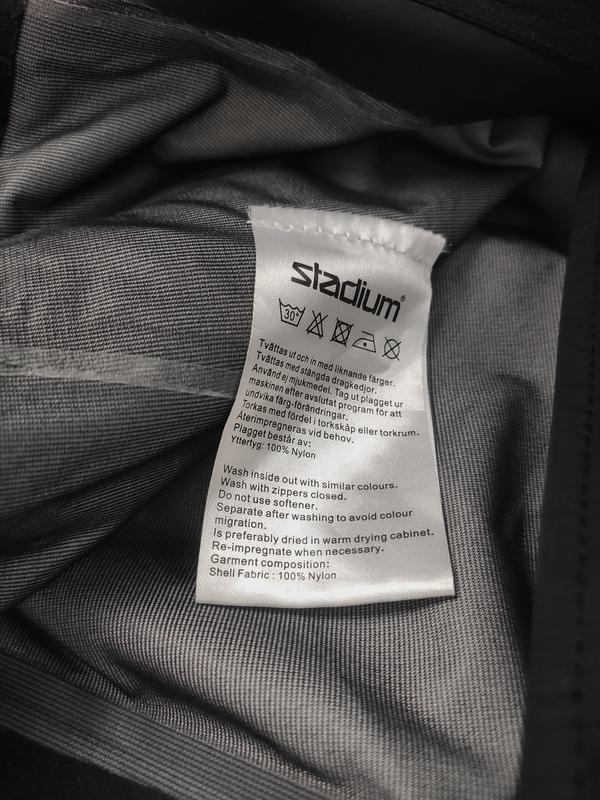 stadium®
30°
Tvättas ut och in med liknande färger.
Tvättas med stängda dragkedjor.
Använd ej mjukmedel. Tag ut plagget ur
maskinen efter avslutat program för att
undvika färg-förändringar.
Torkas med fördel i torkskåp eller torkrum.
Återimpregneras vid behov.
Plagget består av:
Yttertyg: 100% Nylon
Wash inside out with similar colours.
Wash with zippers closed.
Do not use softener.
Separate after washing to avoid colour
migration.
Is preferably dried in warm drying cabinet.
Re-impregnate when necessary.
Garment composition:
Shell Fabric : 100% Nylon